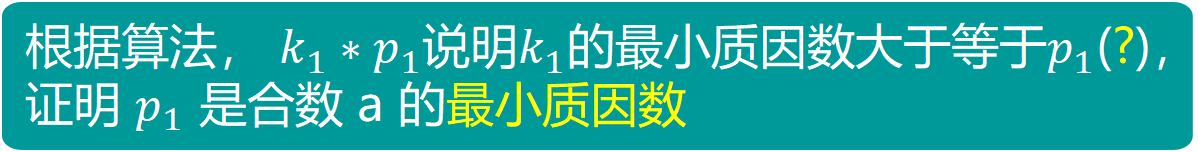 根据算法， k₁ * p₁说明k₁的最小质因数大于等于p₁(?)，
证明 p₁ 是合数 a 的最小质因数